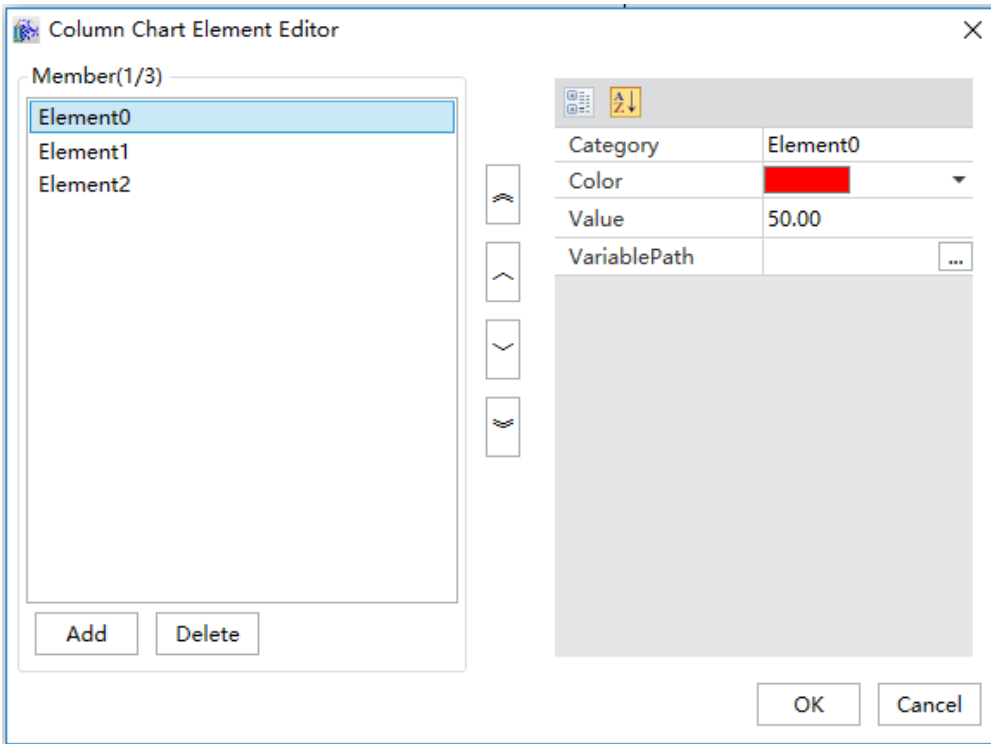 Column Chart Element Editor
Member(1/3)
Element0
Element1
Element2
Add
Delete
Category Element0
Color
Value 50.00
VariablePath ...
OK
Cancel